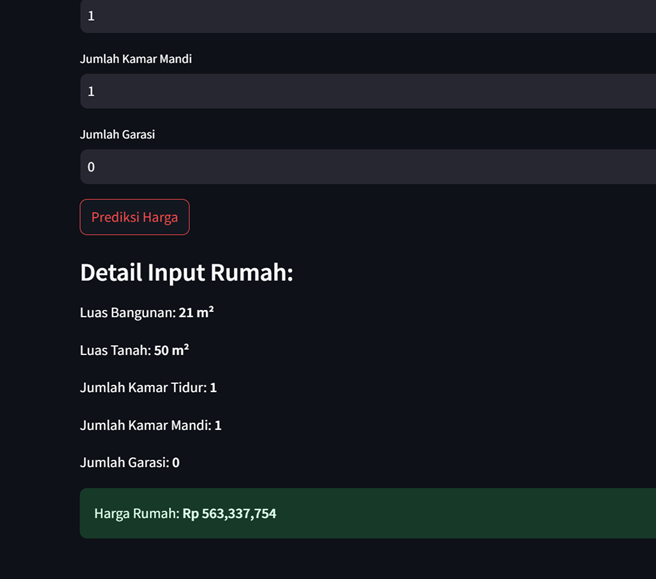 1
Jumlah Kamar Mandi
1
Jumlah Garasi
0
Prediksi Harga
Detail Input Rumah:
Luas Bangunan: 21 m²
Luas Tanah: 50 m²
Jumlah Kamar Tidur: 1
Jumlah Kamar Mandi: 1
Jumlah Garasi: 0
Harga Rumah: Rp 563,337,754